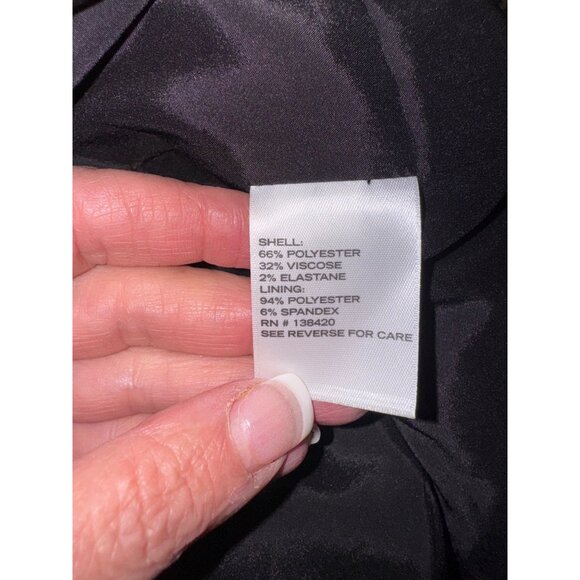 SHELL:
66% POLYESTER
32% VISCOSE
2% ELASTANE
LINING:
94% POLYESTER
6% SPANDEX
RN # 138420
SEE REVERSE FOR CARE